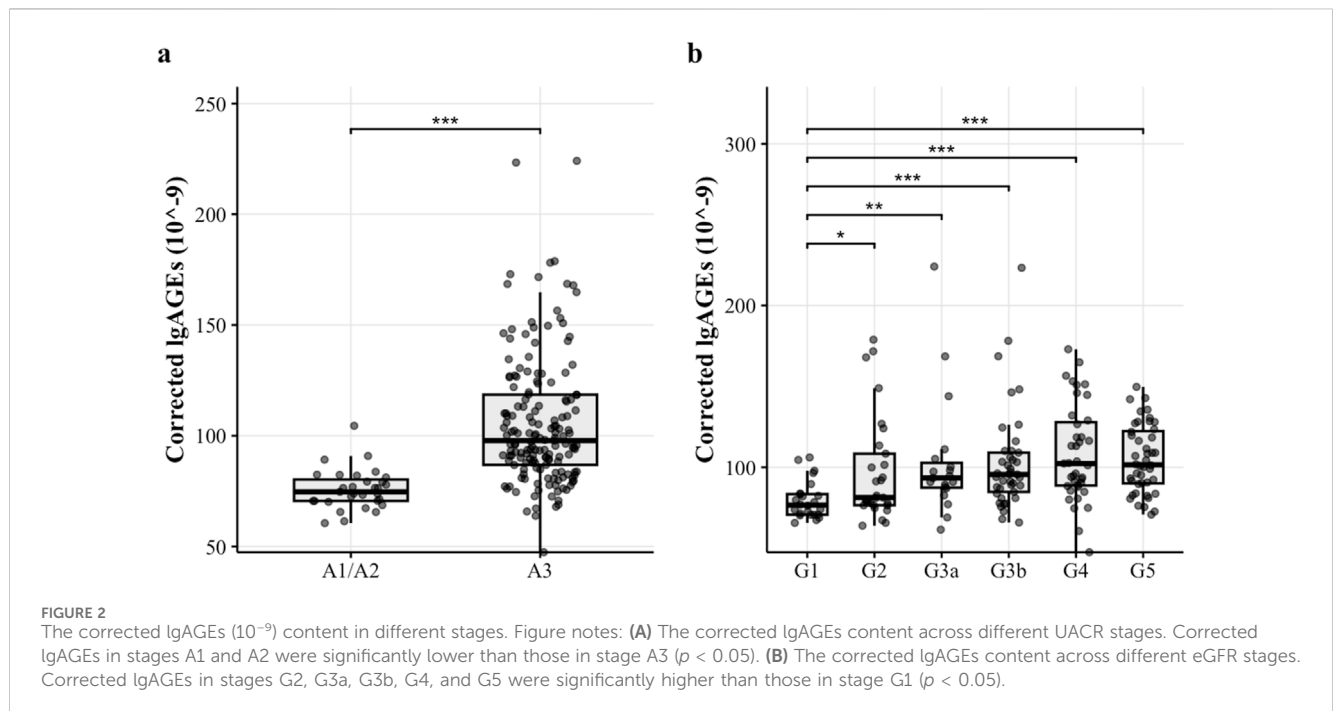 a
b
250
200
150
100
50
Corrected lgAGEs (10^-9)
***
A1/A2
A3
300
200
100
Corrected lgAGEs (10^-9)
***
***
***
**
*
G1
G2
G3a
G3b
G4
G5
FIGURE 2
The corrected lgAGEs (10⁻⁹) content in different stages. Figure notes: (A) The corrected lgAGEs content across different UACR stages. Corrected
lgAGEs in stages A1 and A2 were significantly lower than those in stage A3 (p < 0.05). (B) The corrected lgAGEs content across different eGFR stages.
Corrected lgAGEs in stages G2, G3a, G3b, G4, and G5 were significantly higher than those in stage G1 (p < 0.05).